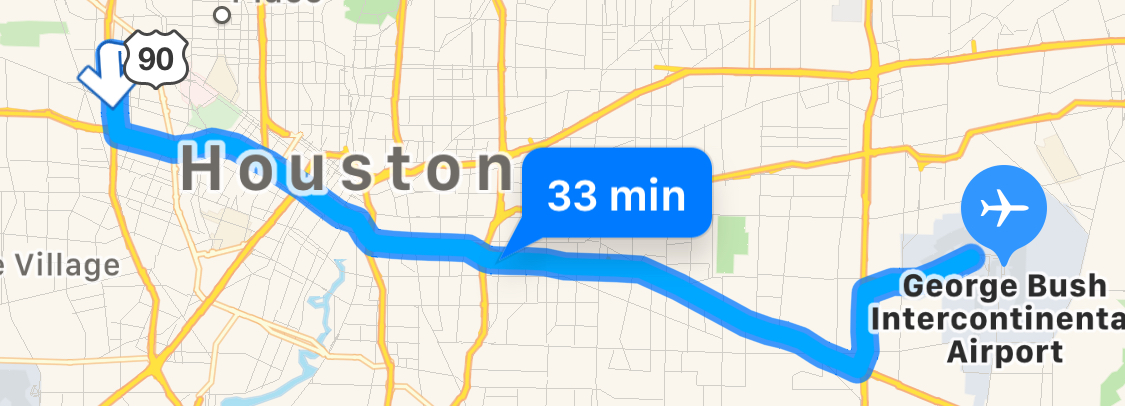 90
Houston
33 min
Village
George Bush
Intercontinenta
Airport